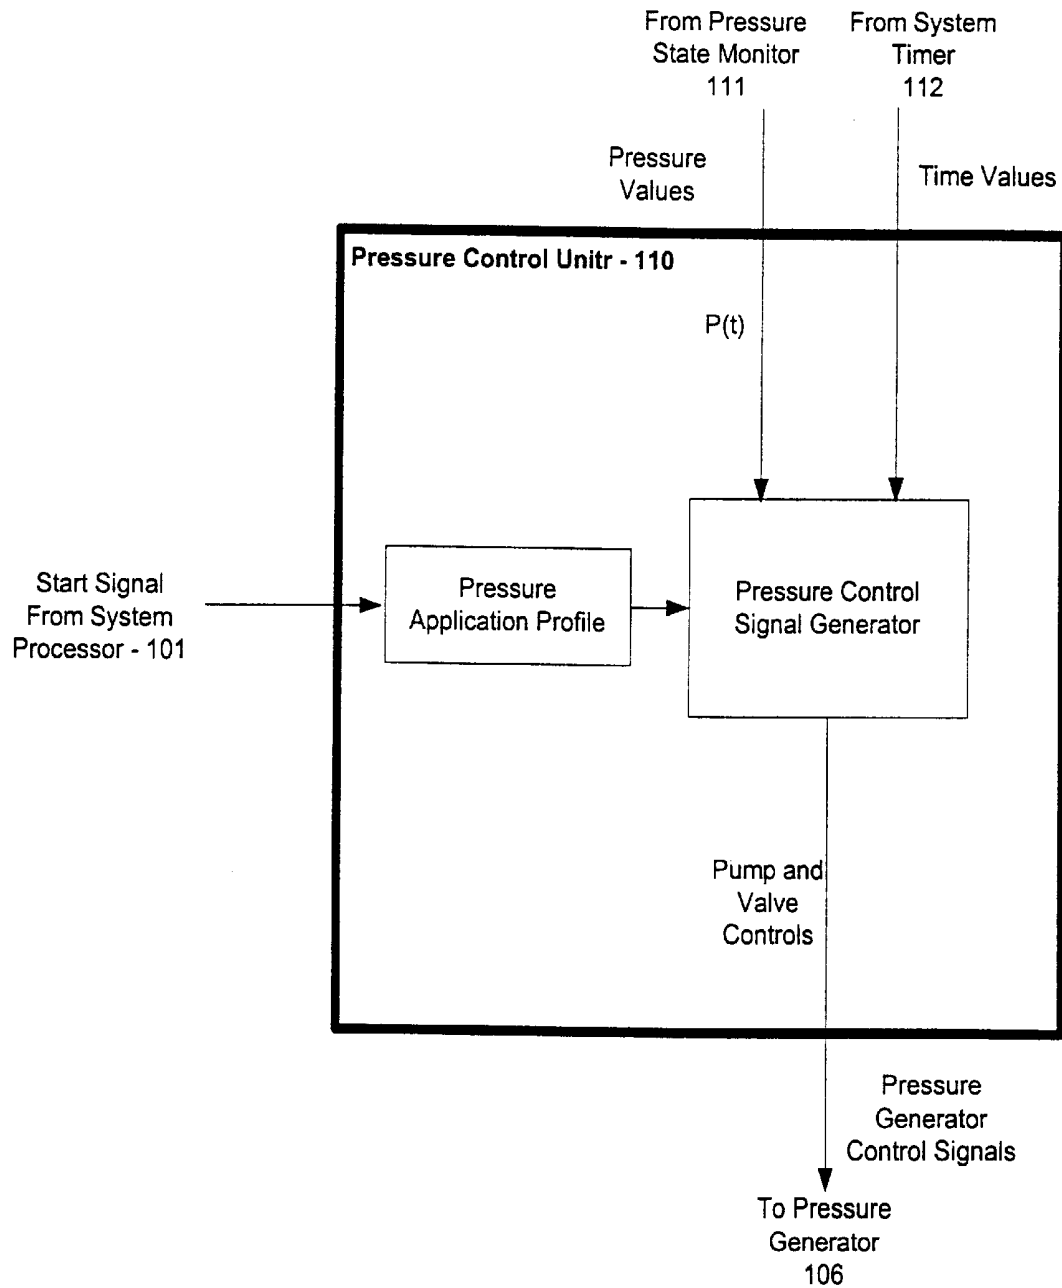 From Pressure
State Monitor
111
From System
Timer
112
Pressure
Values
Time Values
Pressure Control Unitr - 110
P(t)
Start Signal
From System
Processor - 101
Pressure
Application Profile
Pressure Control
Signal Generator
Pump and
Valve
Controls
Pressure
Generator
Control Signals
To Pressure
Generator
106